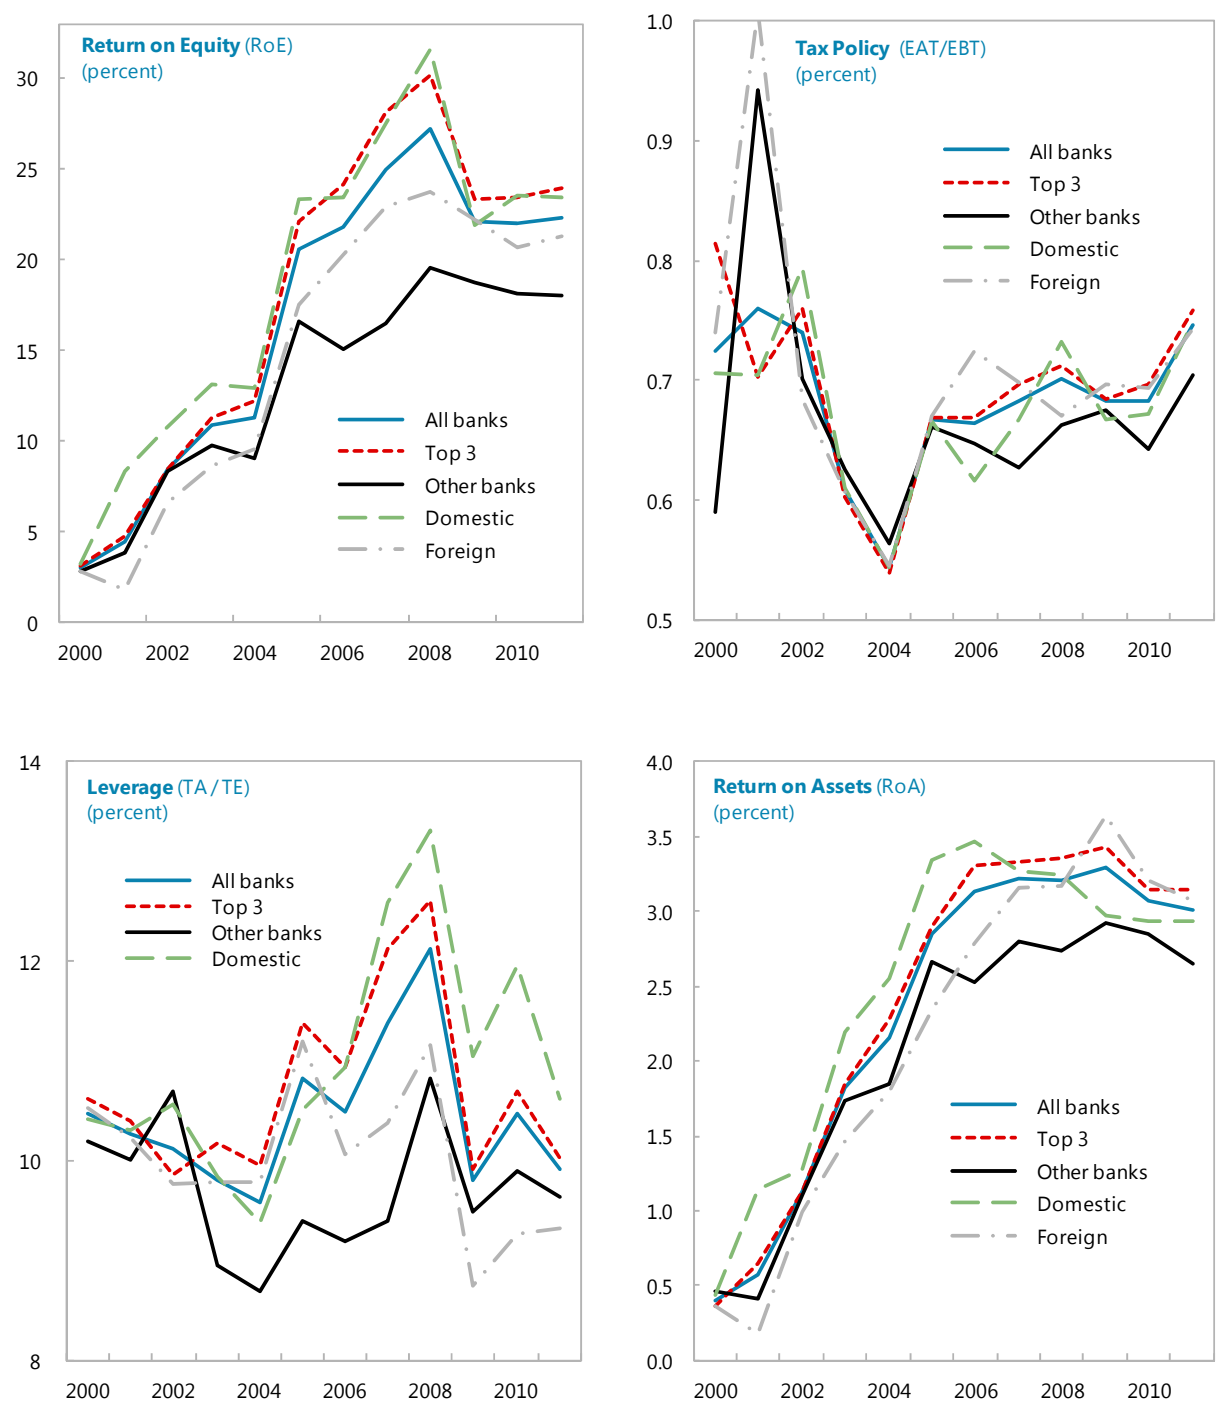 Return on Equity (RoE)
(percent)
30
25
20
15
10
5
0
All banks
Top 3
Other banks
Domestic
Foreign
2000 2002 2004 2006 2008 2010
Tax Policy (EAT/EBT)
(percent)
1.0
0.9
0.8
0.7
0.6
0.5
All banks
Top 3
Other banks
Domestic
Foreign
2000 2002 2004 2006 2008 2010
Leverage (TA / TE)
(percent)
14
12
10
8
All banks
Top 3
Other banks
Domestic
2000 2002 2004 2006 2008 2010
Return on Assets (RoA)
(percent)
4.0
3.5
3.0
2.5
2.0
1.5
1.0
0.5
0.0
All banks
Top 3
Other banks
Domestic
Foreign
2000 2002 2004 2006 2008 2010